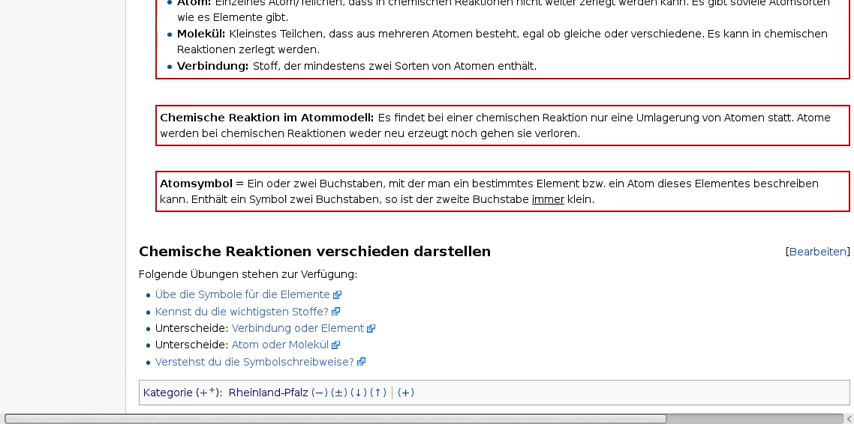 Atom: Einzelnes Atom/Teilchen, dass in chemischen Reaktionen nicht weiter zerlegt werden kann. Es gibt soviele Atomsorten
wie es Elemente gibt.
Molekül: Kleinstes Teilchen, dass aus mehreren Atomen besteht, egal ob gleiche oder verschiedene. Es kann in chemischen
Reaktionen zerlegt werden.
Verbindung: Stoff, der mindestens zwei Sorten von Atomen enthält.
Chemische Reaktion im Atommodell: Es findet bei einer chemischen Reaktion nur eine Umlagerung von Atomen statt. Atome
werden bei chemischen Reaktionen weder neu erzeugt noch gehen sie verloren.
Atomsymbol = Ein oder zwei Buchstaben, mit der man ein bestimmtes Element bzw. ein Atom dieses Elementes beschreiben
kann. Enthält ein Symbol zwei Buchstaben, so ist der zweite Buchstabe immer klein.
Chemische Reaktionen verschieden darstellen [Bearbeiten]
Folgende Übungen stehen zur Verfügung:
Übe die Symbole für die Elemente
Kennst du die wichtigsten Stoffe?
Unterscheide: Verbindung oder Element
Unterscheide: Atom oder Molekül
Verstehst du die Symbolschreibweise?
Kategorie (++): Rheinland-Pfalz (−) (±) (↓) (↑) | (+)